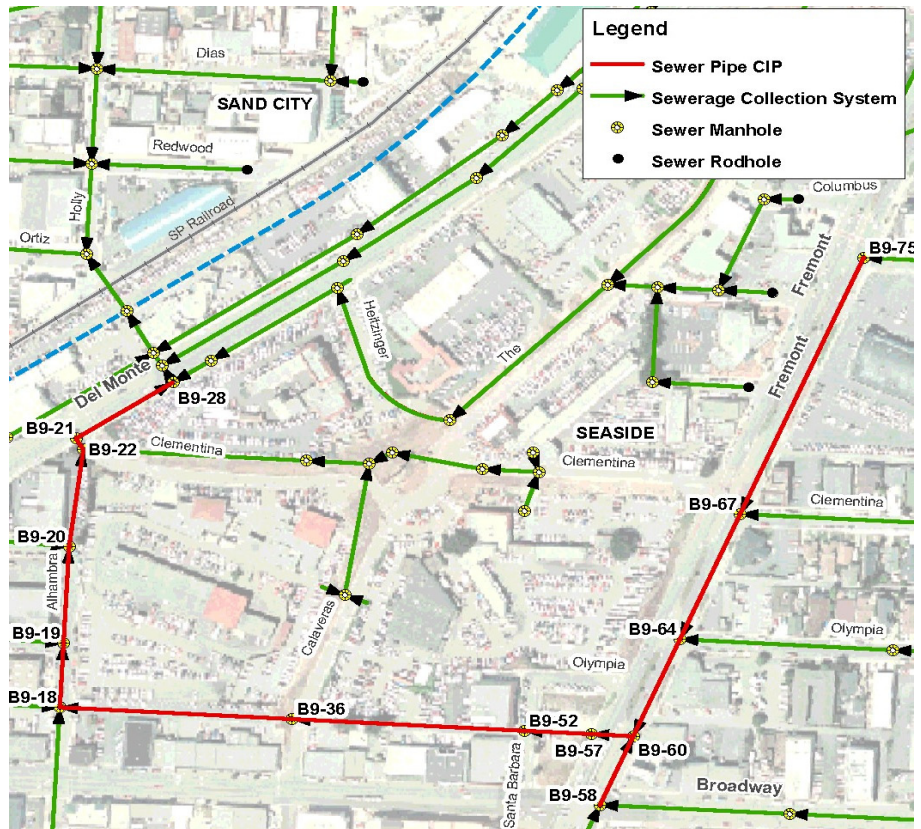 Legend
Sewer Pipe CIP
Sewerage Collection System
Sewer Manhole
Sewer Rodhole
Dias
SAND CITY
Redwood
Holly
SP Railroad
Ortiz
Columbus
Fremont
B9-75
Heitzinger
The
Fremont
Del Monte
B9-28
B9-21
B9-22
Clementina
SEASIDE
Clementina
B9-67
Clementina
B9-20
Alhambra
B9-19
Calaveras
B9-64
Olympia
Olympia
B9-18
B9-36
B9-52
B9-57
B9-60
Santa Barbara
B9-58
Broadway